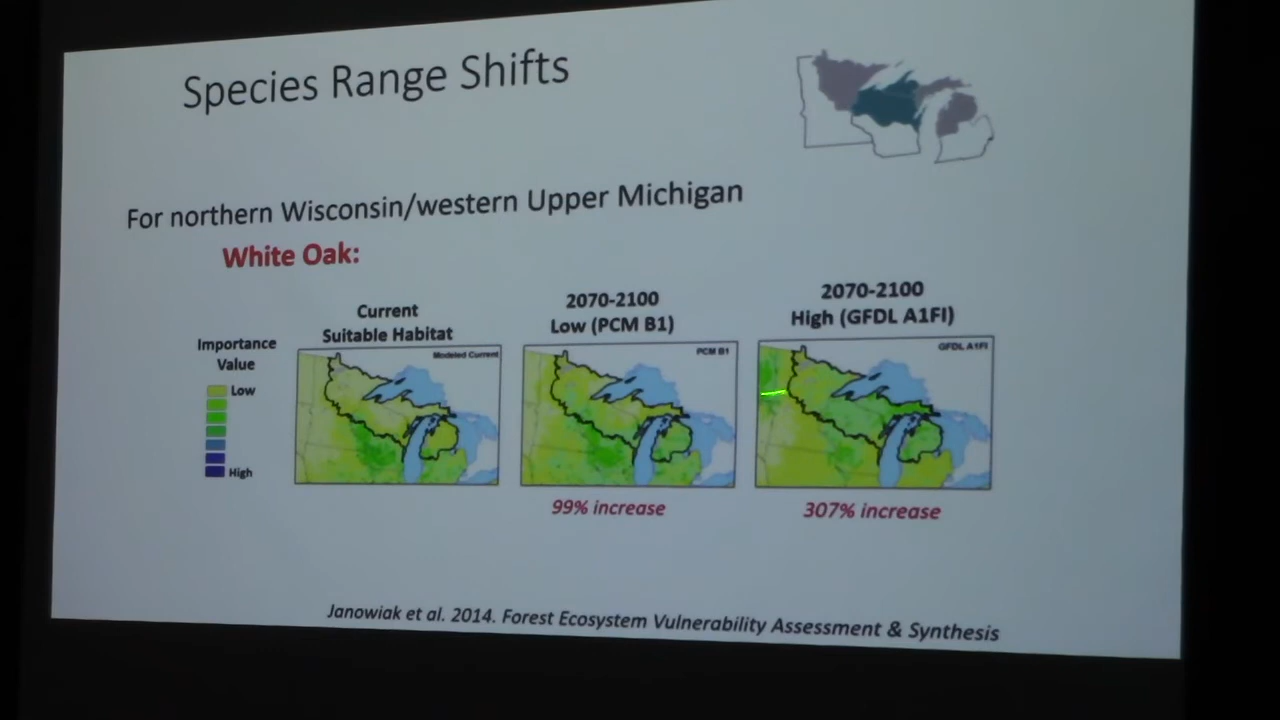 Species Range Shifts
For northern Wisconsin/western Upper Michigan
White Oak:
Current
Suitable Habitat
2070-2100
Low (PCM B1)
2070-2100
High (GFDL A1FI)
Importance
Value
Low
High
Modeled Current
PCM B1
GFDL A1FI
99% increase
307% increase
Janowiak et al. 2014. Forest Ecosystem Vulnerability Assessment & Synthesis